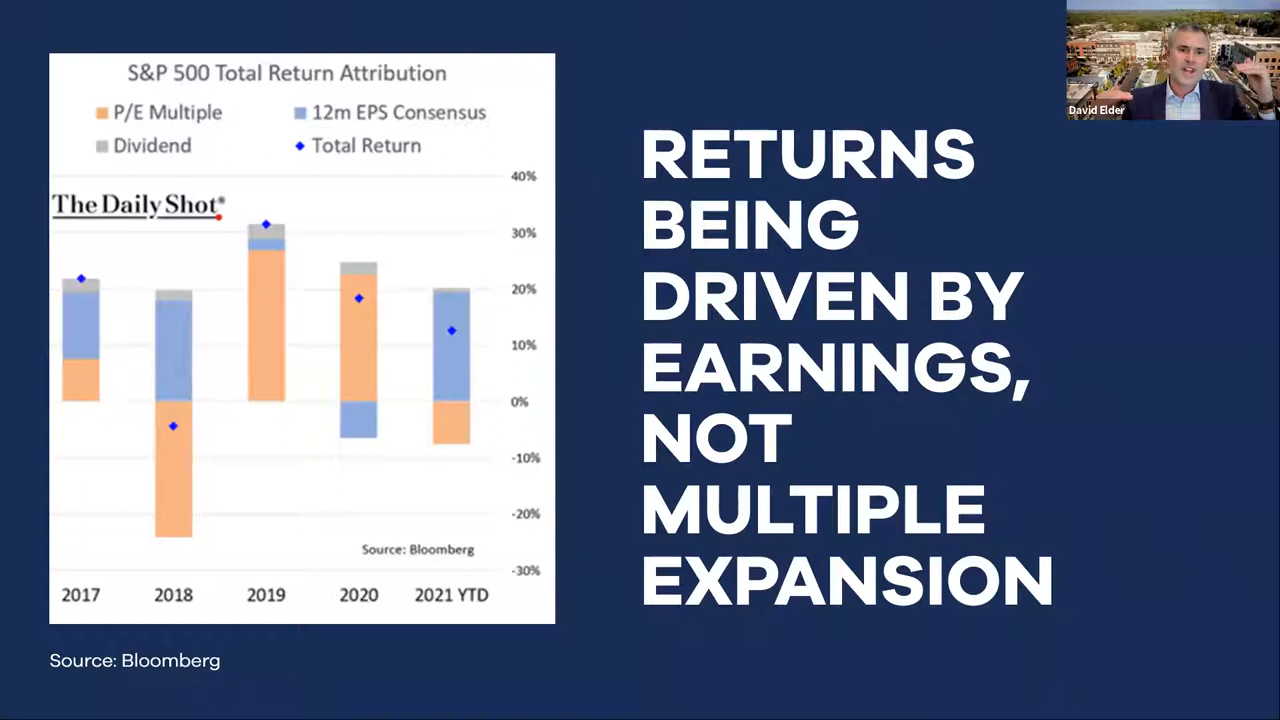 S&P 500 Total Return Attribution
P/E Multiple
12m EPS Consensus
Dividend
Total Return
The Daily Shot®
40%
30%
20%
10%
0%
-10%
-20%
-30%
Source: Bloomberg
2017 2018 2019 2020 2021 YTD
Source: Bloomberg
RETURNS
BEING
DRIVEN BY
EARNINGS,
NOT
MULTIPLE
EXPANSION
David Elder